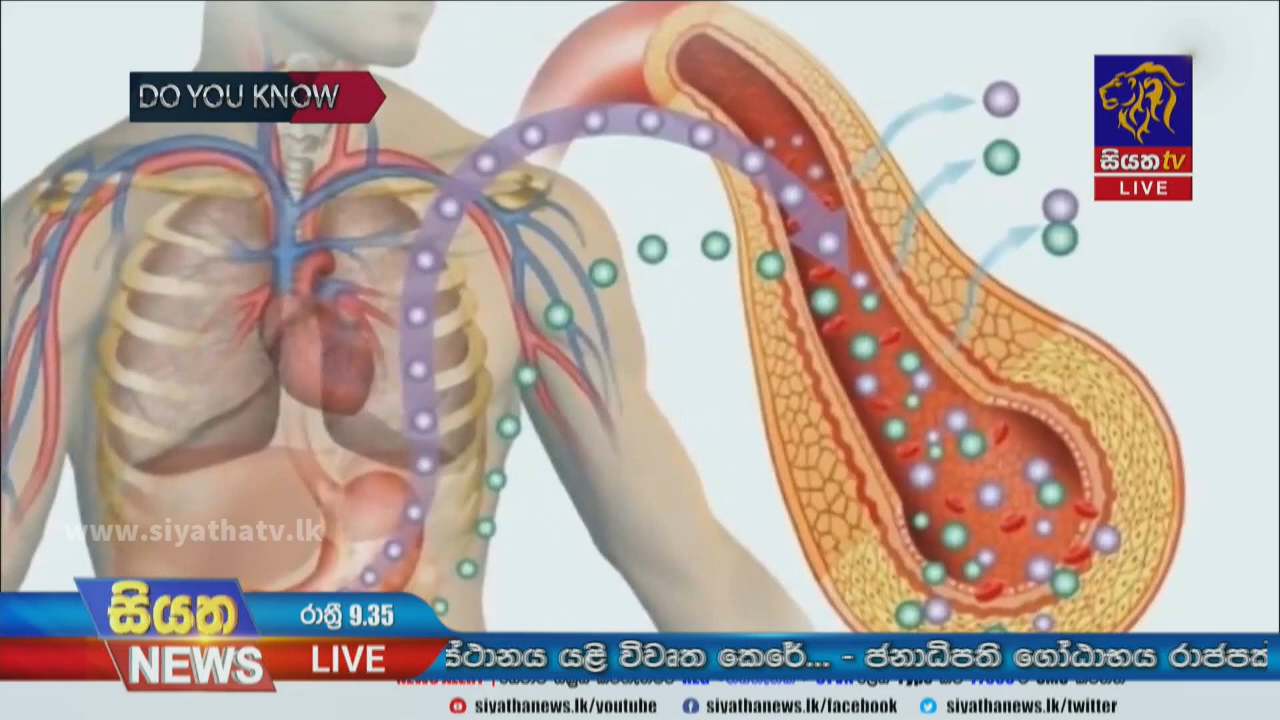 DO YOU KNOW
සියත tv
LIVE
www.siyathatv.lk
සියත
NEWS
රාත්‍රී 9.35
LIVE
ස්ථානය යළි විවෘත කෙරේ... - ජනාධිපති ගෝඨාභය රාජපක්
siyathanews.lk/youtube
siyathanews.lk/facebook
siyathanews.lk/twitter